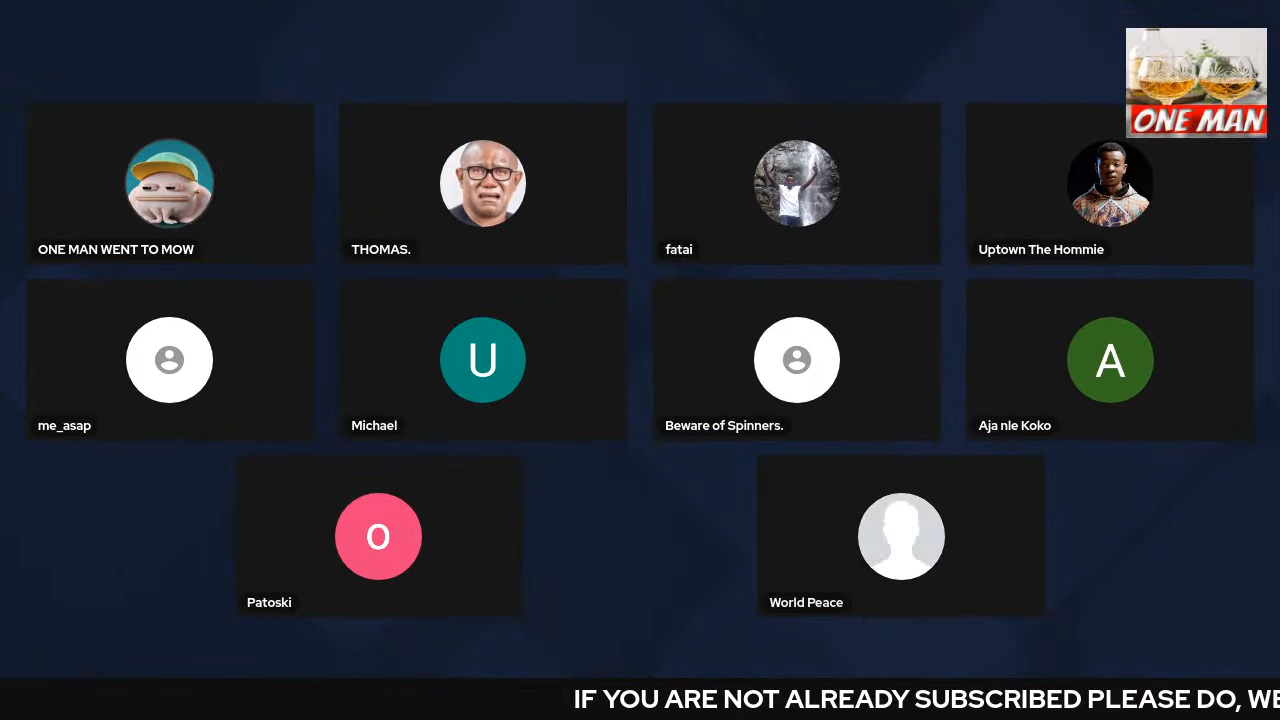 ONE MAN
ONE MAN WENT TO MOW
THOMAS.
fatai
Uptown The Hommie
me_asap
U
Michael
Beware of Spinners.
A
Aja nle Koko
O
Patoski
World Peace
IF YOU ARE NOT ALREADY SUBSCRIBED PLEASE DO, WE